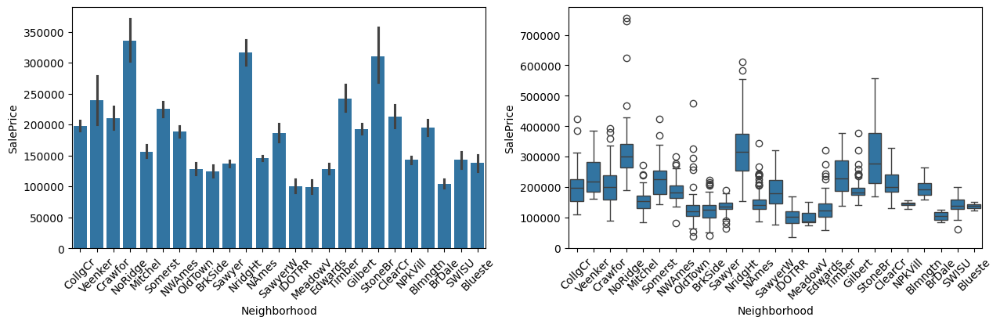 350000
300000
250000
200000
150000
100000
50000
0
SalePrice
CollgCr
Veenker
Crawfor
NoRidge
Mitchel
Somerst
NWAmes
OldTown
BrkSide
Sawyer
NridgHt
NAmes
SawyerW
IDOTRR
MeadowV
Edwards
Timber
Gilbert
StoneBr
ClearCr
NPkVill
Blmngtn
BrDale
SWISU
Blueste
Neighborhood
700000
600000
500000
400000
300000
200000
100000
0
SalePrice
CollgCr
Veenker
Crawfor
NoRidge
Mitchel
Somerst
NWAmes
OldTown
BrkSide
Sawyer
NridgHt
NAmes
SawyerW
IDOTRR
MeadowV
Edwards
Timber
Gilbert
StoneBr
ClearCr
NPkVill
Blmngtn
BrDale
SWISU
Blueste
Neighborhood